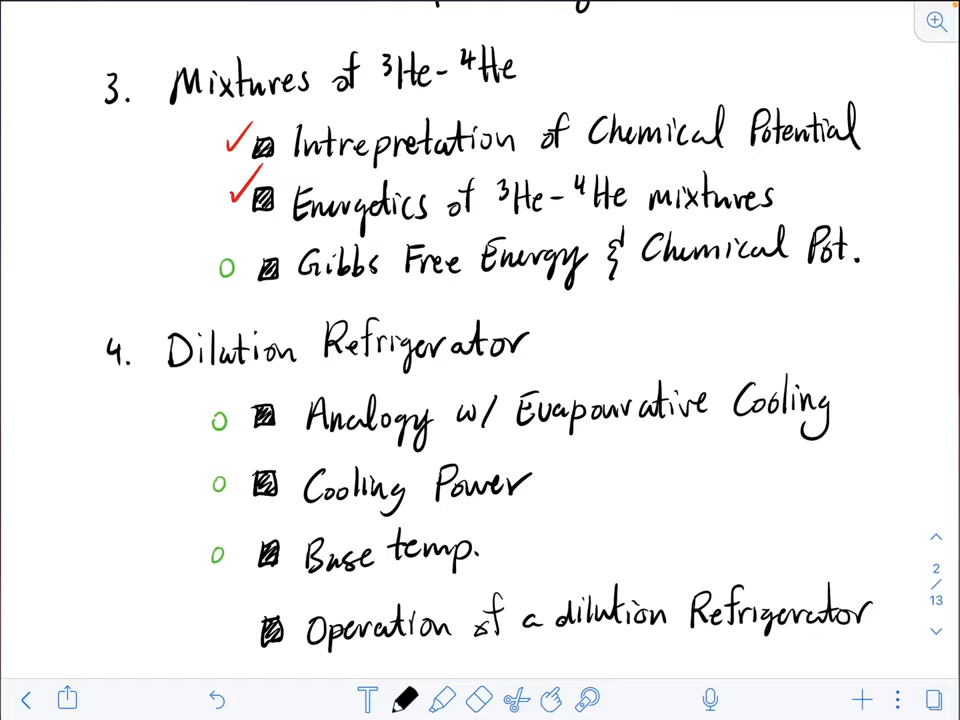 3. Mixtures of ³He-⁴He
Intrepretation of Chemical Potential
Energetics of ³He-⁴He mixtures
Gibbs Free Energy & Chemical Pot.
4. Dilution Refrigerator
Analogy w/ Evapourative Cooling
Cooling Power
Base temp.
Operation of a dilution Refrigerator
2
/
13
T